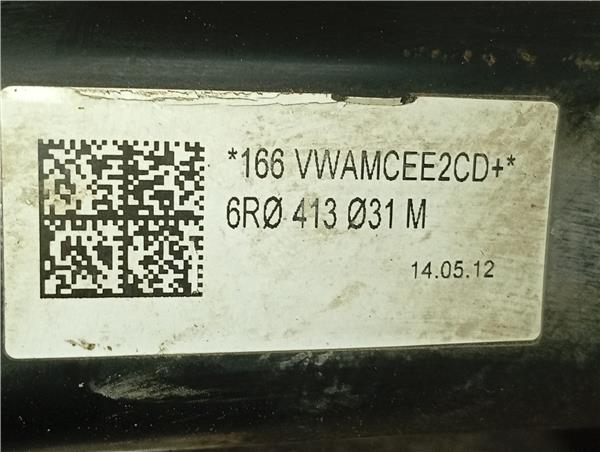 *166 VWAMCEE2CD+*
6RØ 413 Ø31 M
14.05.12